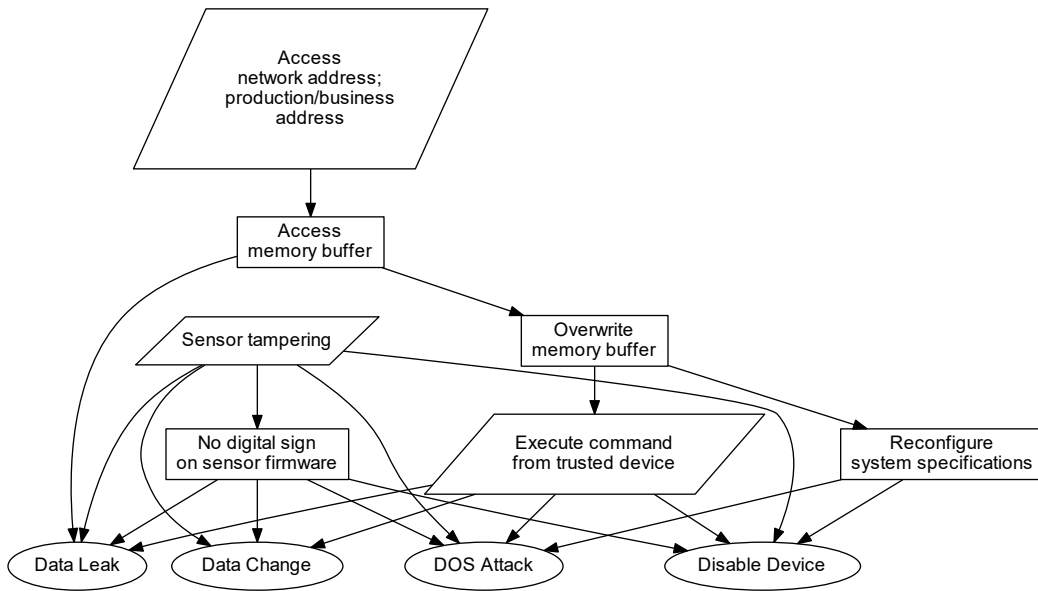 Access
network address;
production/business
address
Access
memory buffer
Sensor tampering
Overwrite
memory buffer
No digital sign
on sensor firmware
Execute command
from trusted device
Reconfigure
system specifications
Data Leak
Data Change
DOS Attack
Disable Device